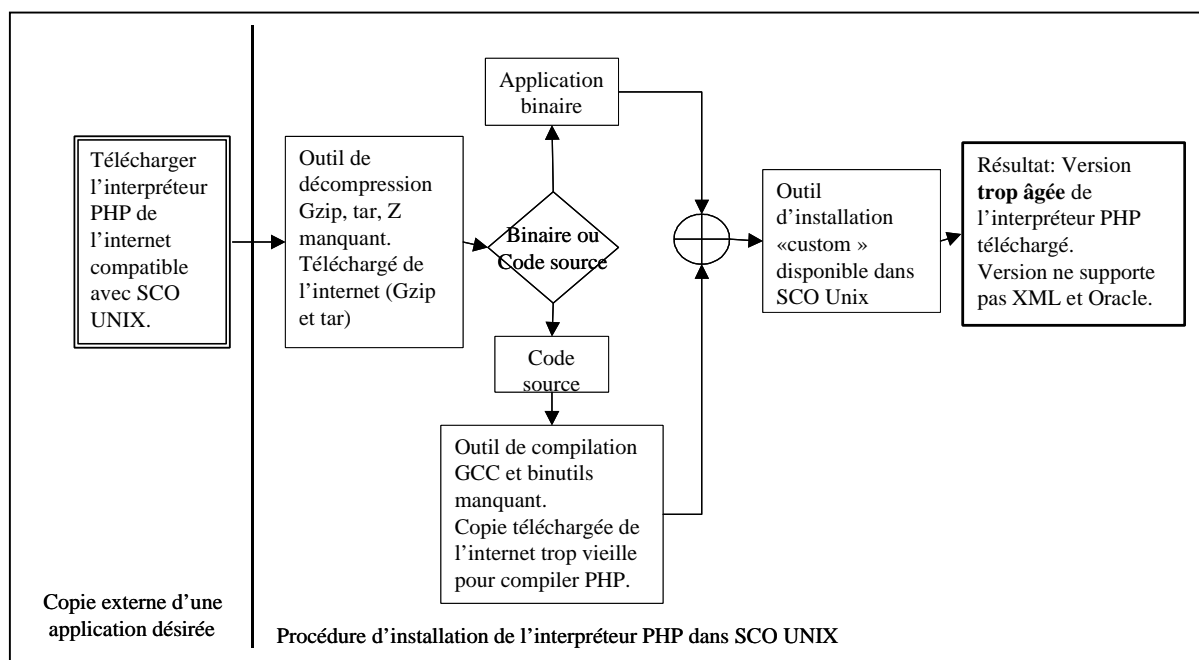 Télécharger
l'interpréteur
PHP de
l'internet
compatible
avec SCO
UNIX.
Outil de
décompression
Gzip, tar, Z
manquant.
Téléchargé de
l'internet (Gzip
et tar)
Application
binaire
Binaire ou
Code source
Code
source
Outil de compilation
GCC et binutils
manquant.
Copie téléchargée de
l'internet trop vieille
pour compiler PHP.
Outil
d'installation
«custom »
disponible dans
SCO Unix
Résultat: Version
trop âgée de
l'interpréteur PHP
téléchargé.
Version ne supporte
pas XML et Oracle.
Copie externe d'une
application désirée
Procédure d'installation de l'interpréteur PHP dans SCO UNIX